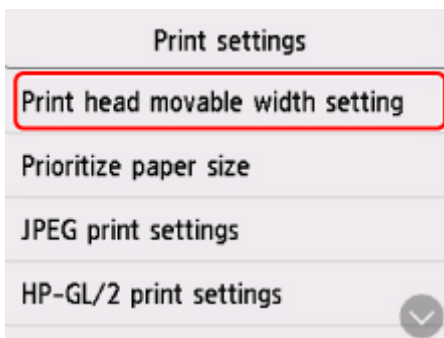 Print settings
Print head movable width setting
Prioritize paper size
JPEG print settings
HP-GL/2 print settings